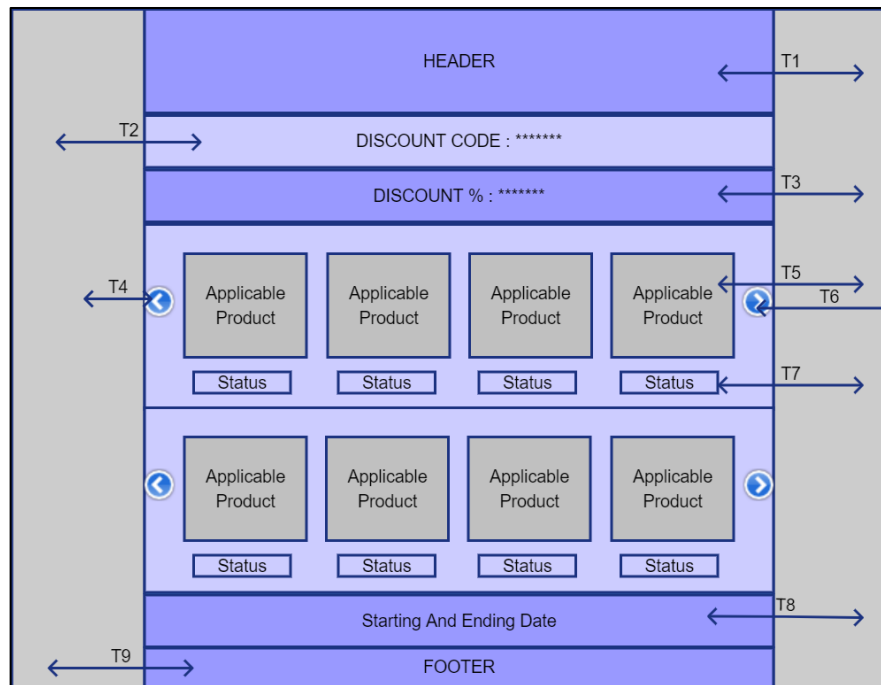 HEADER
T1
T2
DISCOUNT CODE : *******
DISCOUNT % : *******
T3
T4
Applicable Product
Applicable Product
Applicable Product
Applicable Product
T5
T6
Status
Status
Status
Status
T7
Applicable Product
Applicable Product
Applicable Product
Applicable Product
Status
Status
Status
Status
Starting And Ending Date
T8
T9
FOOTER